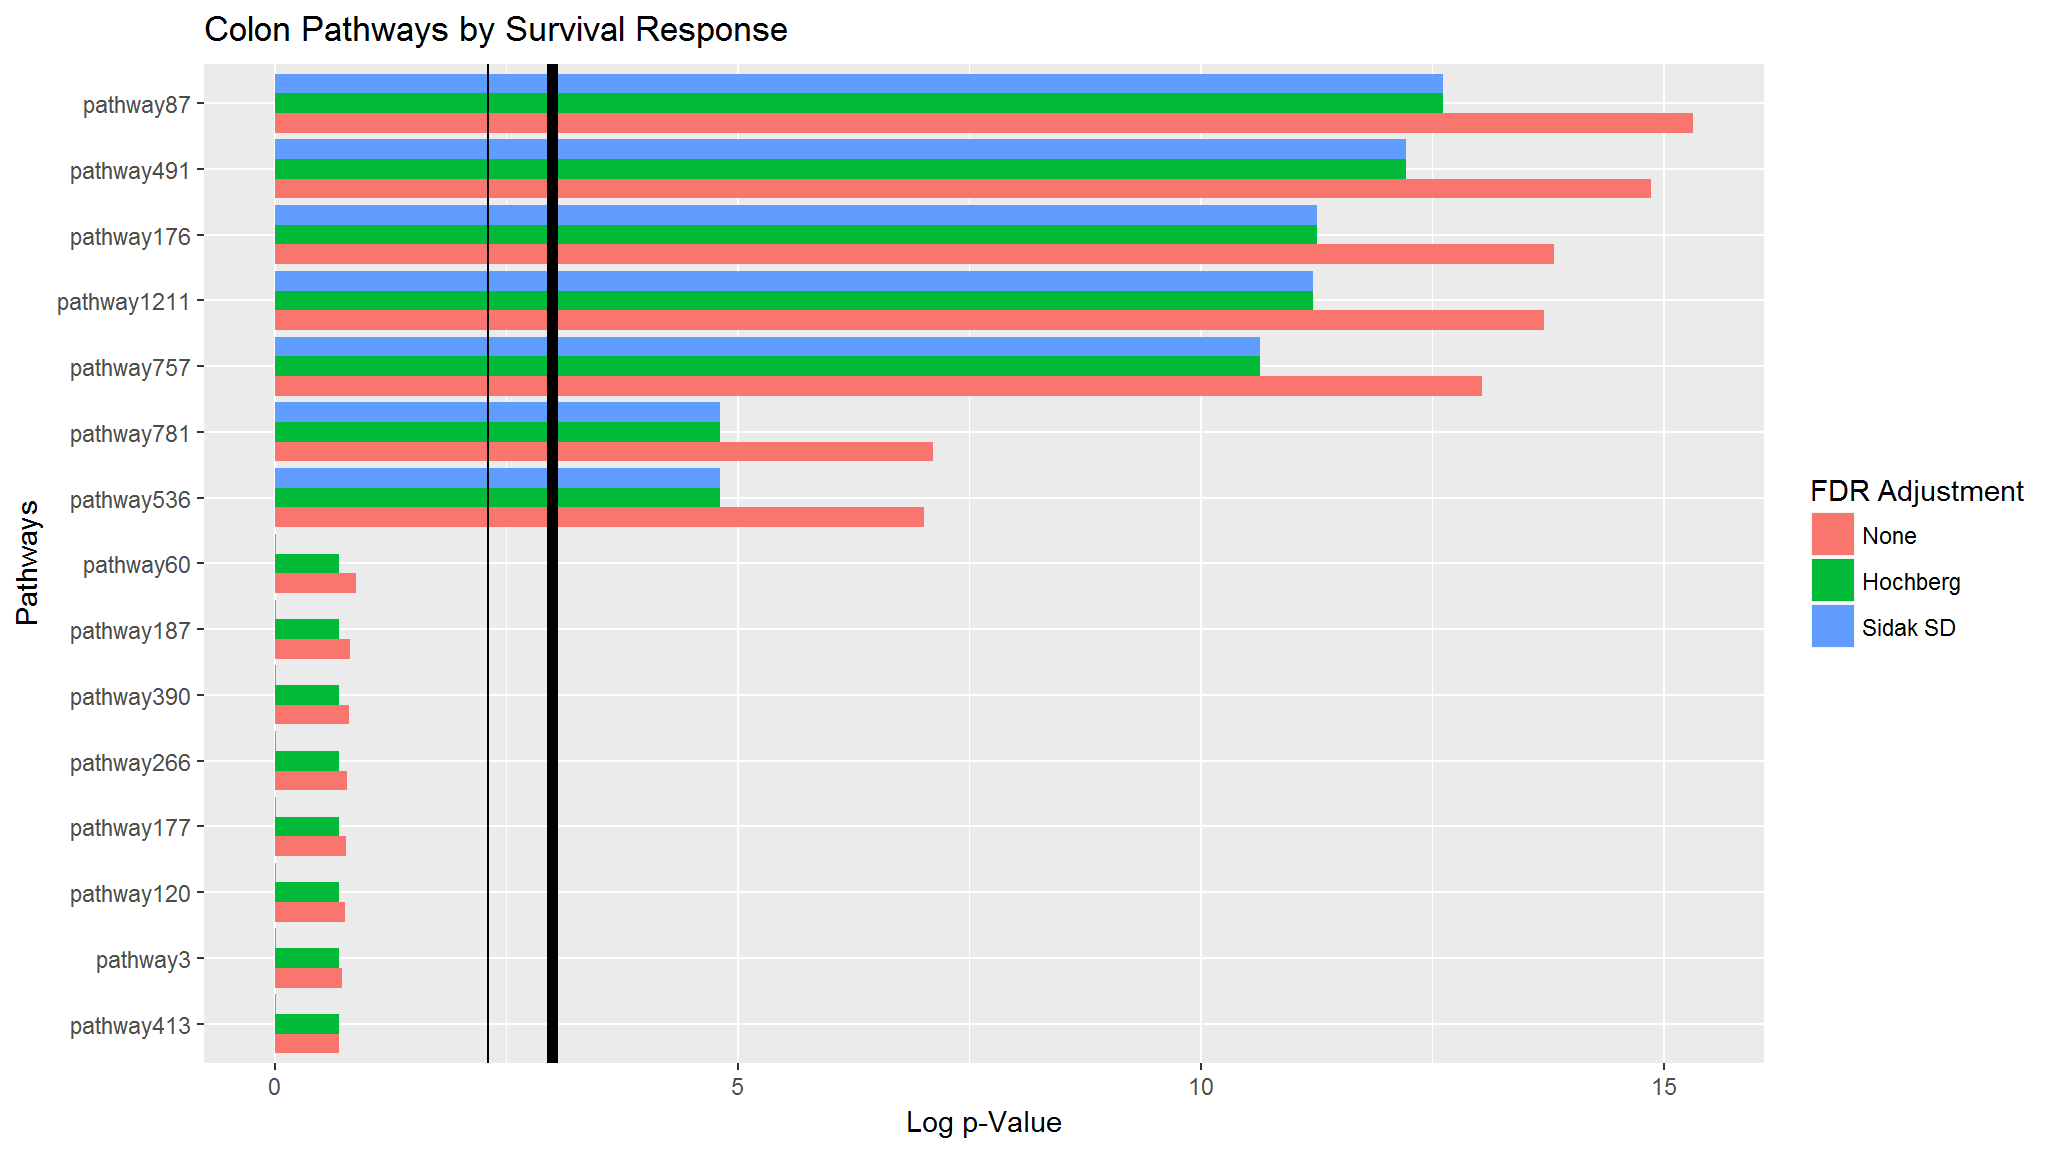 Colon Pathways by Survival Response
pathway87
pathway491
pathway176
pathway1211
pathway757
pathway781
pathway536
pathway60
pathway187
pathway390
pathway266
pathway177
pathway120
pathway3
pathway413
Pathways
0 5 10 15
Log p-Value
FDR Adjustment
None
Hochberg
Sidak SD